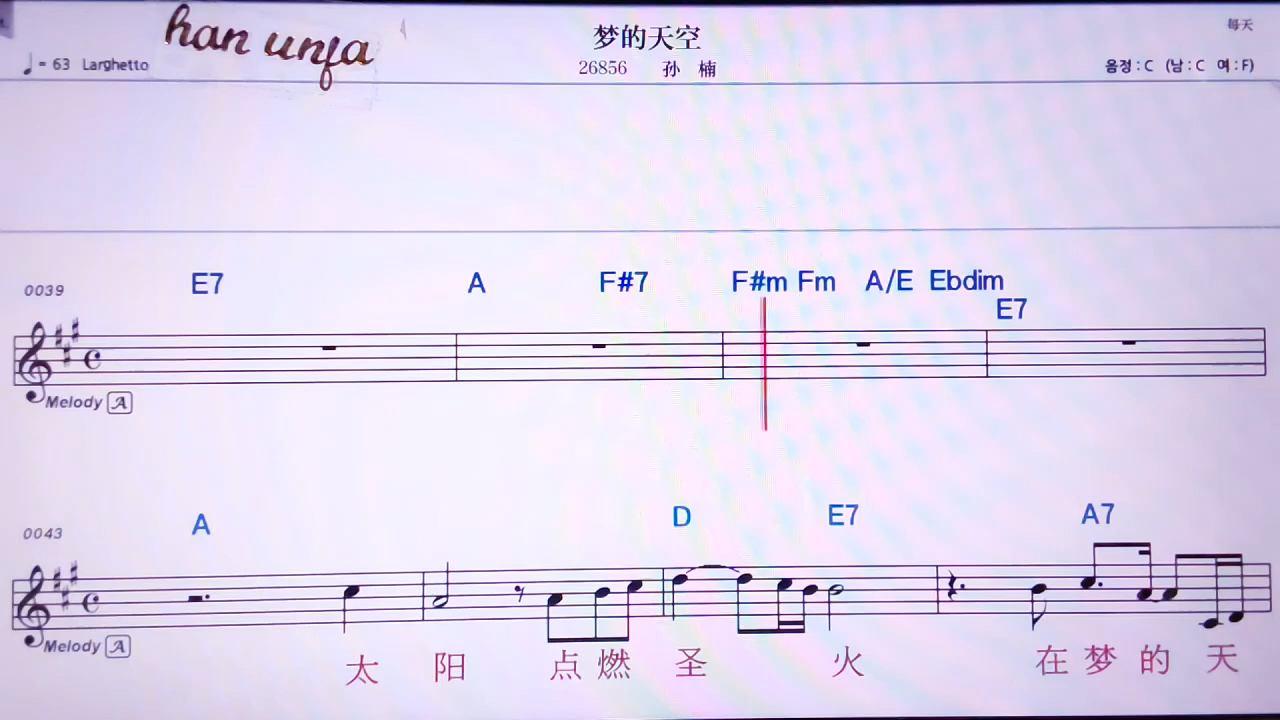 han unfa
梦的天空
每天
♩= 63 Larghetto
26856 孙 楠
음정 : C (남 : C 여 : F)
0039 E7 A F#7 F#m Fm A/E Ebdim E7
Melody A
0043 A D E7 A7
Melody A
太 阳 点 燃 圣 火 在 梦 的 天